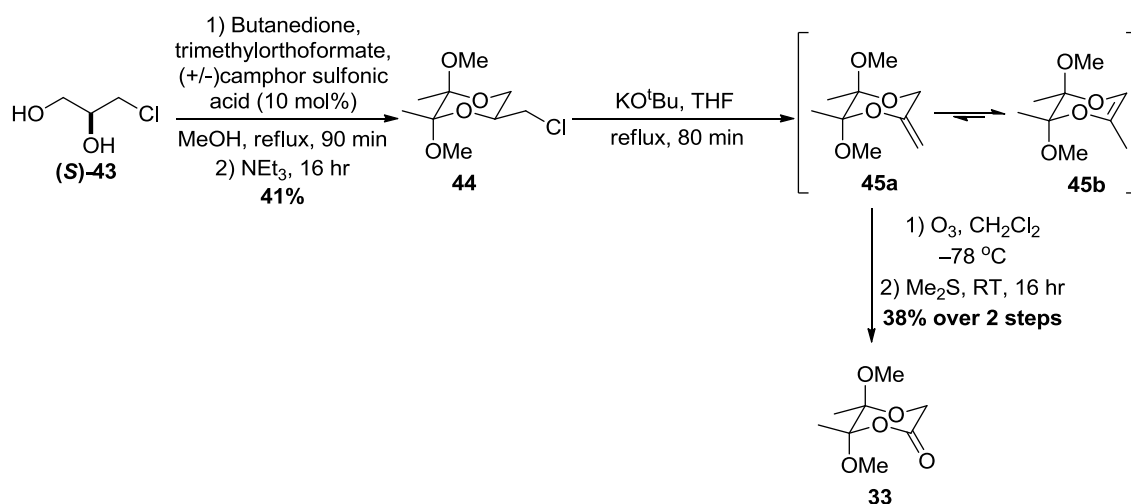 1) Butanedione,
trimethylorthoformate,
(+/-)camphor sulfonic
acid (10 mol%)
MeOH, reflux, 90 min
2) NEt3, 16 hr
41%
HO
Cl
OH
(S)-43
OMe
O
O
Cl
OMe
44
KOtBu, THF
reflux, 80 min
OMe
O
O
OMe
45a
OMe
O
O
OMe
45b
1) O3, CH2Cl2
–78 oC
2) Me2S, RT, 16 hr
38% over 2 steps
OMe
O
O
OMe
O
33